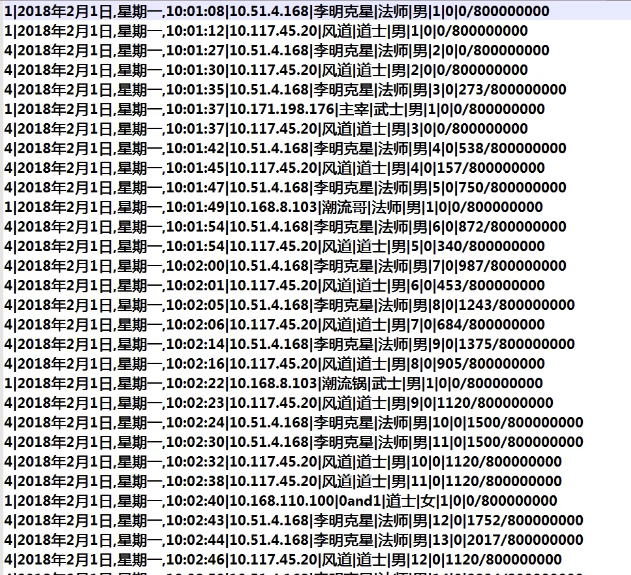 1|2018年2月1日,星期一,10:01:08|10.51.4.168|李明克星|法师|男|1|0|0/800000000
1|2018年2月1日,星期一,10:01:12|10.117.45.20|风道|道士|男|1|0|0/800000000
4|2018年2月1日,星期一,10:01:27|10.51.4.168|李明克星|法师|男|2|0|0/800000000
4|2018年2月1日,星期一,10:01:30|10.117.45.20|风道|道士|男|2|0|0/800000000
4|2018年2月1日,星期一,10:01:35|10.51.4.168|李明克星|法师|男|3|0|273/800000000
1|2018年2月1日,星期一,10:01:37|10.171.198.176|主宰|武士|男|1|0|0/800000000
4|2018年2月1日,星期一,10:01:37|10.117.45.20|风道|道士|男|3|0|0/800000000
4|2018年2月1日,星期一,10:01:42|10.51.4.168|李明克星|法师|男|4|0|538/800000000
4|2018年2月1日,星期一,10:01:45|10.117.45.20|风道|道士|男|4|0|157/800000000
4|2018年2月1日,星期一,10:01:47|10.51.4.168|李明克星|法师|男|5|0|750/800000000
1|2018年2月1日,星期一,10:01:49|10.168.8.103|潮流哥|法师|男|1|0|0/800000000
4|2018年2月1日,星期一,10:01:54|10.51.4.168|李明克星|法师|男|6|0|872/800000000
4|2018年2月1日,星期一,10:01:54|10.117.45.20|风道|道士|男|5|0|340/800000000
4|2018年2月1日,星期一,10:02:00|10.51.4.168|李明克星|法师|男|7|0|987/800000000
4|2018年2月1日,星期一,10:02:01|10.117.45.20|风道|道士|男|6|0|453/800000000
4|2018年2月1日,星期一,10:02:05|10.51.4.168|李明克星|法师|男|8|0|1243/800000000
4|2018年2月1日,星期一,10:02:06|10.117.45.20|风道|道士|男|7|0|684/800000000
4|2018年2月1日,星期一,10:02:14|10.51.4.168|李明克星|法师|男|9|0|1375/800000000
4|2018年2月1日,星期一,10:02:16|10.117.45.20|风道|道士|男|8|0|905/800000000
1|2018年2月1日,星期一,10:02:22|10.168.8.103|潮流锅|武士|男|1|0|0/800000000
4|2018年2月1日,星期一,10:02:23|10.117.45.20|风道|道士|男|9|0|1120/800000000
4|2018年2月1日,星期一,10:02:24|10.51.4.168|李明克星|法师|男|10|0|1500/800000000
4|2018年2月1日,星期一,10:02:30|10.51.4.168|李明克星|法师|男|11|0|1500/800000000
4|2018年2月1日,星期一,10:02:32|10.117.45.20|风道|道士|男|10|0|1120/800000000
4|2018年2月1日,星期一,10:02:38|10.117.45.20|风道|道士|男|11|0|1120/800000000
1|2018年2月1日,星期一,10:02:40|10.168.110.100|0and1|道士|女|1|0|0/800000000
4|2018年2月1日,星期一,10:02:43|10.51.4.168|李明克星|法师|男|12|0|1752/800000000
4|2018年2月1日,星期一,10:02:44|10.51.4.168|李明克星|法师|男|13|0|2017/800000000
4|2018年2月1日,星期一,10:02:46|10.117.45.20|风道|道士|男|12|0|1120/800000000